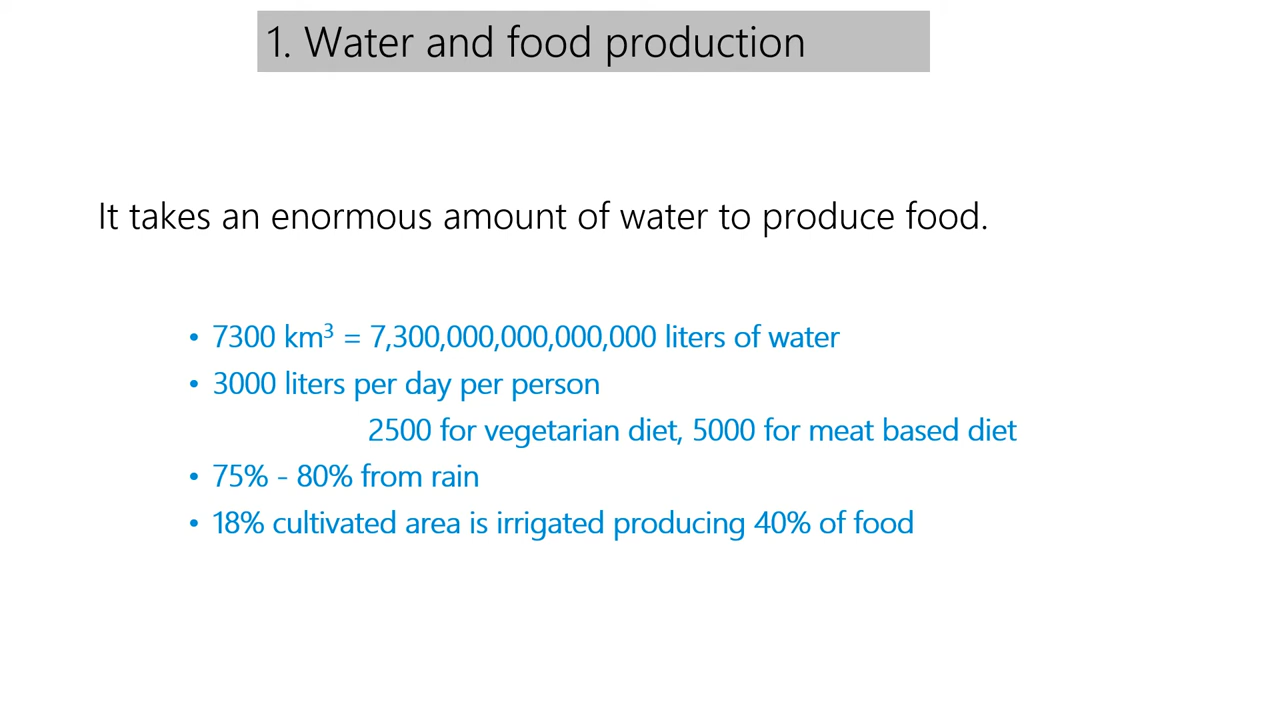 1. Water and food production
It takes an enormous amount of water to produce food.
• 7300 km³ = 7,300,000,000,000,000 liters of water
• 3000 liters per day per person
2500 for vegetarian diet, 5000 for meat based diet
• 75% - 80% from rain
• 18% cultivated area is irrigated producing 40% of food